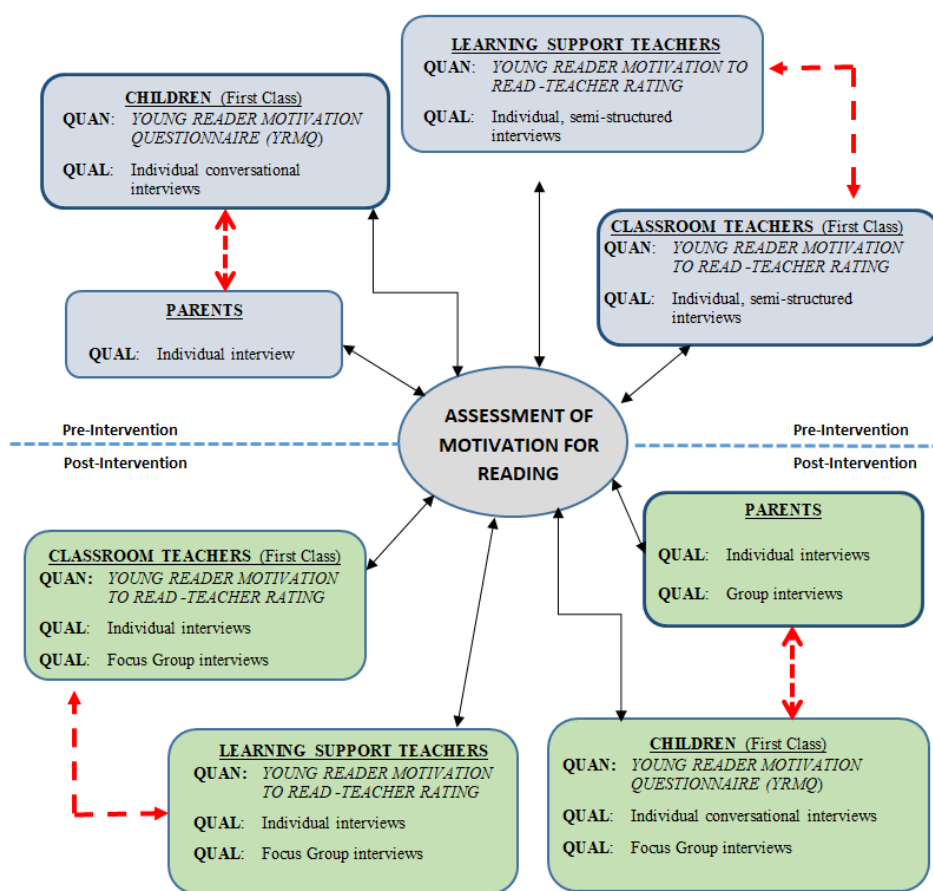 LEARNING SUPPORT TEACHERS
QUAN: YOUNG READER MOTIVATION TO
READ -TEACHER RATING
QUAL: Individual, semi-structured
interviews
CHILDREN (First Class)
QUAN: YOUNG READER MOTIVATION
QUESTIONNAIRE (YRMQ)
QUAL: Individual conversational
interviews
CLASSROOM TEACHERS (First Class)
QUAN: YOUNG READER MOTIVATION
TO READ -TEACHER RATING
QUAL: Individual, semi-structured
interviews
PARENTS
QUAL: Individual interview
ASSESSMENT OF
MOTIVATION FOR
READING
Pre-Intervention
Post-Intervention
Pre-Intervention
Post-Intervention
PARENTS
QUAL: Individual interviews
QUAL: Group interviews
CLASSROOM TEACHERS (First Class)
QUAN: YOUNG READER MOTIVATION
TO READ -TEACHER RATING
QUAL: Individual interviews
QUAL: Focus Group interviews
LEARNING SUPPORT TEACHERS
QUAN: YOUNG READER MOTIVATION
TO READ -TEACHER RATING
QUAL: Individual interviews
QUAL: Focus Group interviews
CHILDREN (First Class)
QUAN: YOUNG READER MOTIVATION
QUESTIONNAIRE (YRMQ)
QUAL: Individual conversational interviews
QUAL: Focus Group interviews